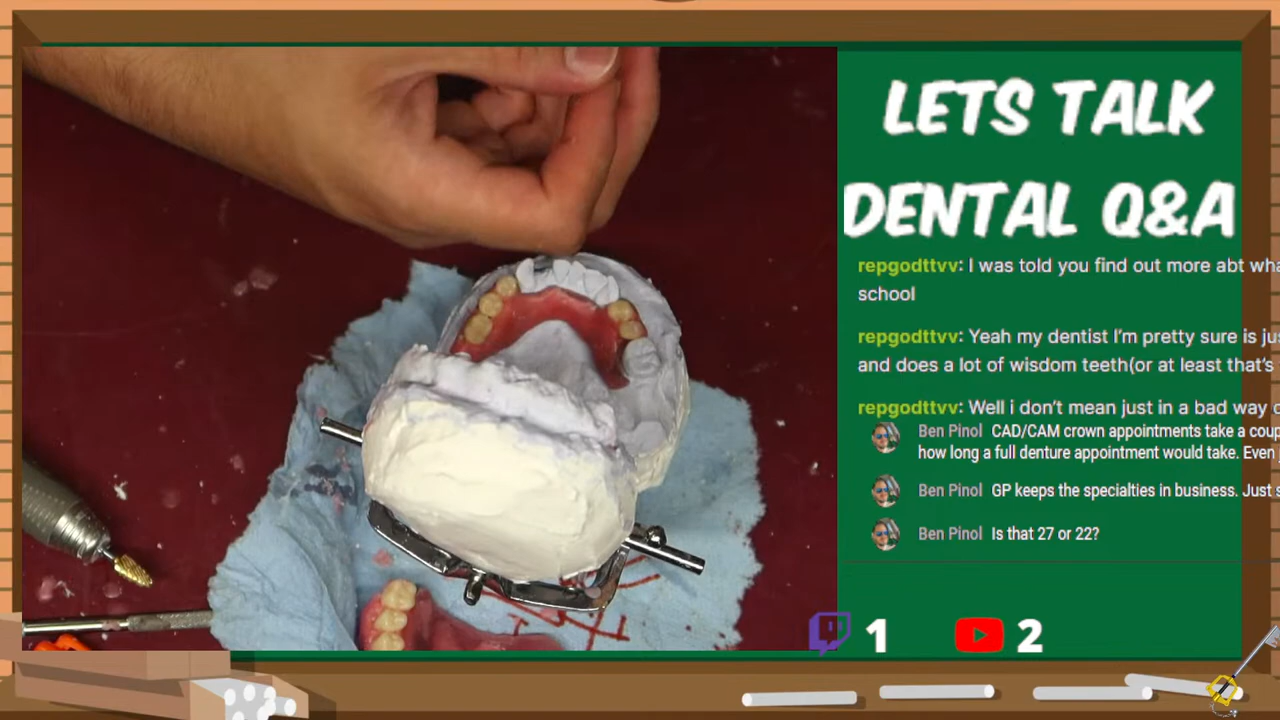 LETS TALK
DENTAL Q&A
repgodttvv: I was told you find out more abt
school
repgodttvv: Yeah my dentist I'm pretty sure is
and does a lot of wisdom teeth(or at least that's
repgodttvv: Well i don't mean just in a bad way
Ben Pinol CAD/CAM crown appointments take a
how long a full denture appointment would take. Even
Ben Pinol GP keeps the specialties in business. Just
Ben Pinol Is that 27 or 22?
1 2